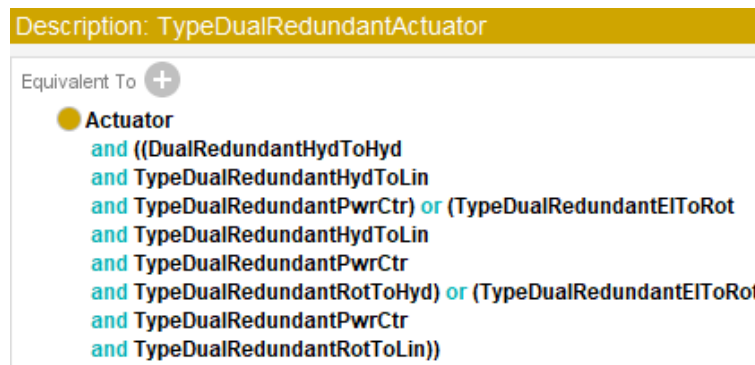 Description: TypeDualRedundantActuator
Equivalent To
Actuator
and ((DualRedundantHydToHyd
and TypeDualRedundantHydToLin
and TypeDualRedundantPwrCtr) or (TypeDualRedundantElToRot
and TypeDualRedundantHydToLin
and TypeDualRedundantPwrCtr
and TypeDualRedundantRotToHyd) or (TypeDualRedundantElToRot
and TypeDualRedundantPwrCtr
and TypeDualRedundantRotToLin))